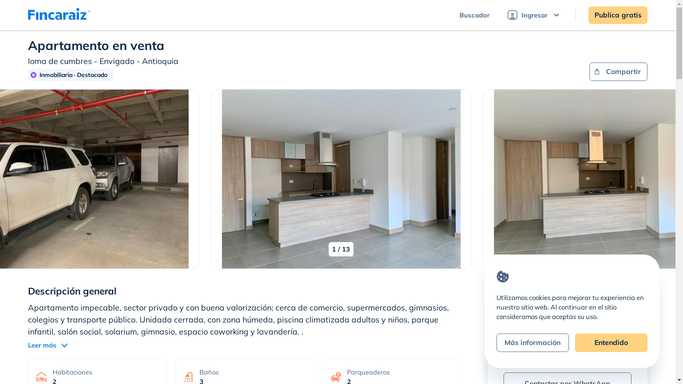 Fincaraiz
Buscador
Ingresar
Publica gratis
Apartamento en venta
loma de cumbres - Envigado - Antioquia
Inmobiliaria · Destacado
Compartir
1 / 13
Descripción general
Apartamento impecable, sector privado y con buena valorización; cerca de comercio, supermercados, gimnasios,
colegios y transporte público. Unidada cerrada, con zona húmeda, piscina climatizada adultos y niños, parque
infantil, salón social, solarium, gimnasio, espacio coworking y lavandería, .
Leer más
Utilizamos cookies para mejorar tu experiencia en
nuestro sitio web. Al continuar en el sitio
consideramos que aceptas su uso.
Más información
Entendido
Habitaciones
2
Baños
3
Parqueaderos
2
Contactar por WhatsApp